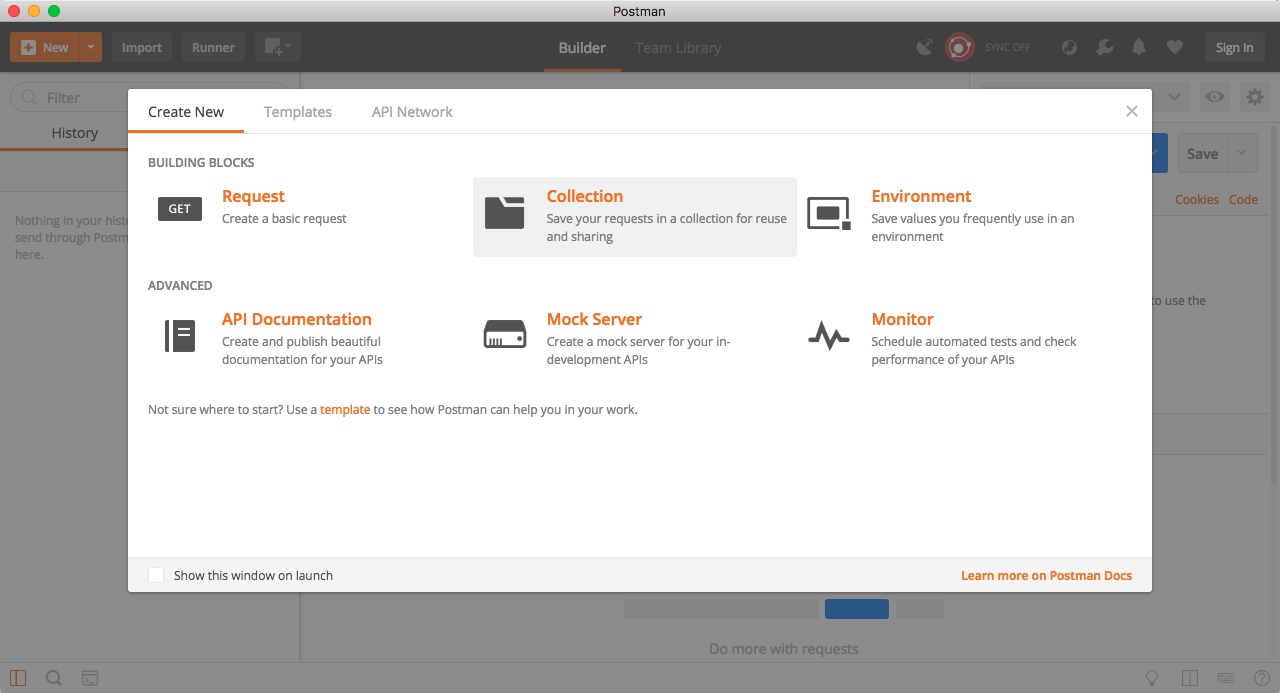 Postman
New
Import
Runner
Builder
Team Library
SYNC OFF
Sign In
Filter
History
Save
Cookies
Code
Nothing in your
send through Postm
here.
to use the
Create New
Templates
API Network
BUILDING BLOCKS
GET
Request
Create a basic request
Collection
Save your requests in a collection for reuse
and sharing
Environment
Save values you frequently use in an
environment
ADVANCED
API Documentation
Create and publish beautiful
documentation for your APIs
Mock Server
Create a mock server for your in-
development APIs
Monitor
Schedule automated tests and check
performance of your APIs
Not sure where to start? Use a template to see how Postman can help you in your work.
Show this window on launch
Learn more on Postman Docs
Do more with requests